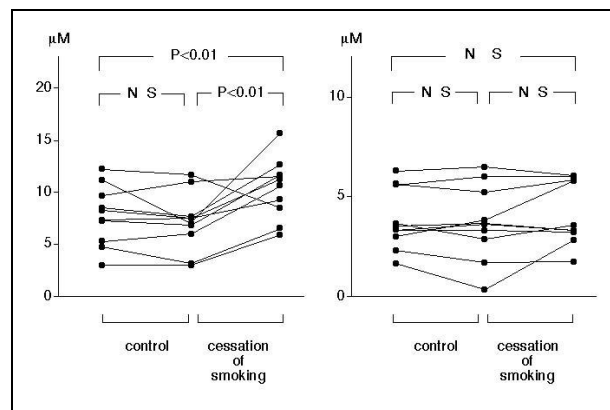 µM
P<0.01
N S
P<0.01
20
15
10
5
0
control
cessation
of
smoking
µM
N S
N S
N S
10
5
0
control
cessation
of
smoking